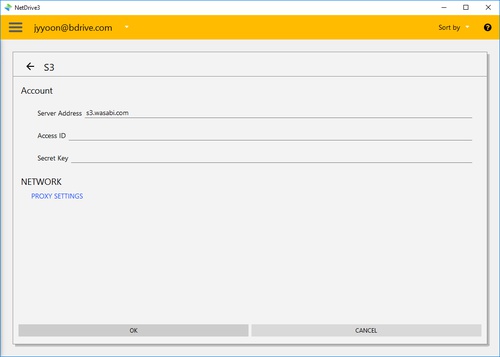 NetDrive3
jyyoon@bdrive.com
Sort by
?
S3
Account
Server Address s3.wasabi.com
Access ID
Secret Key
NETWORK
PROXY SETTINGS
OK
CANCEL